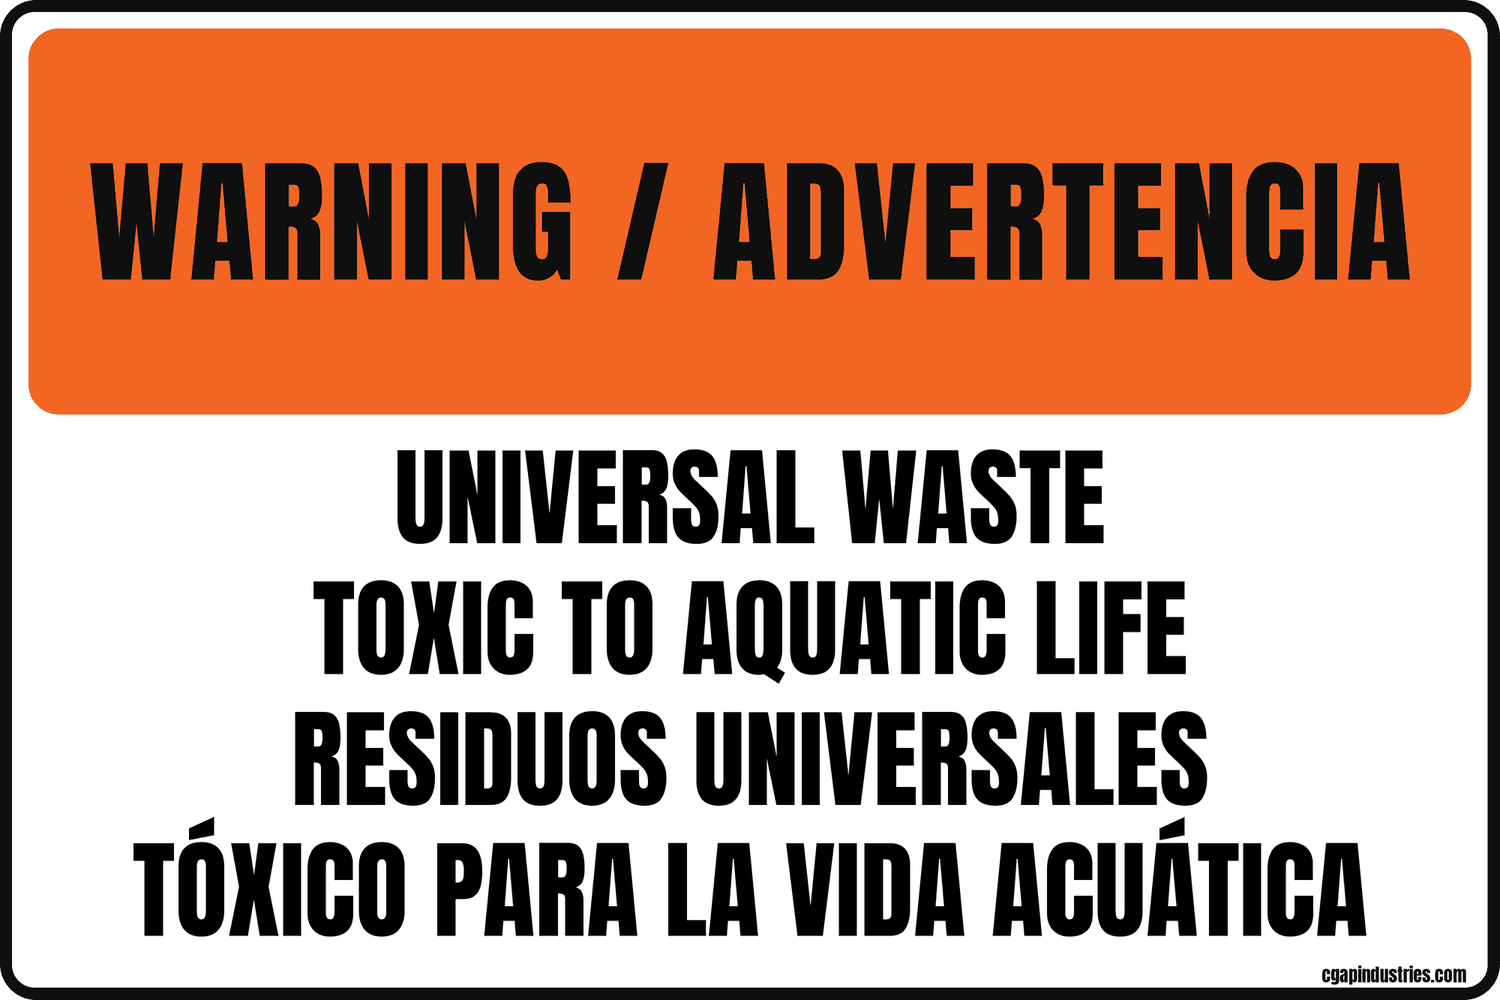 WARNING / ADVERTENCIA
UNIVERSAL WASTE
TOXIC TO AQUATIC LIFE
RESIDUOS UNIVERSALES
TÓXICO PARA LA VIDA ACUÁTICA
cgapindustries.com